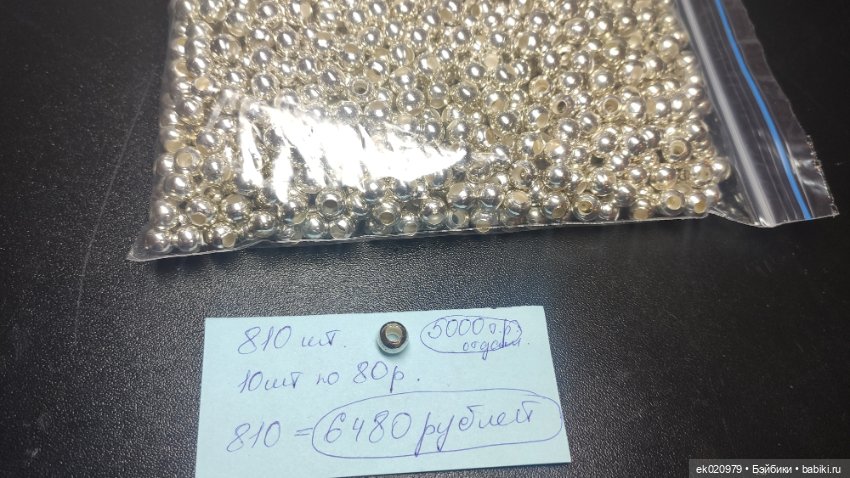 810 шт. 5000 т.р.
отдам.
10шт по 80р.
810 = 6480 рублей
ek020979 • Бэйбики • babiki.ru